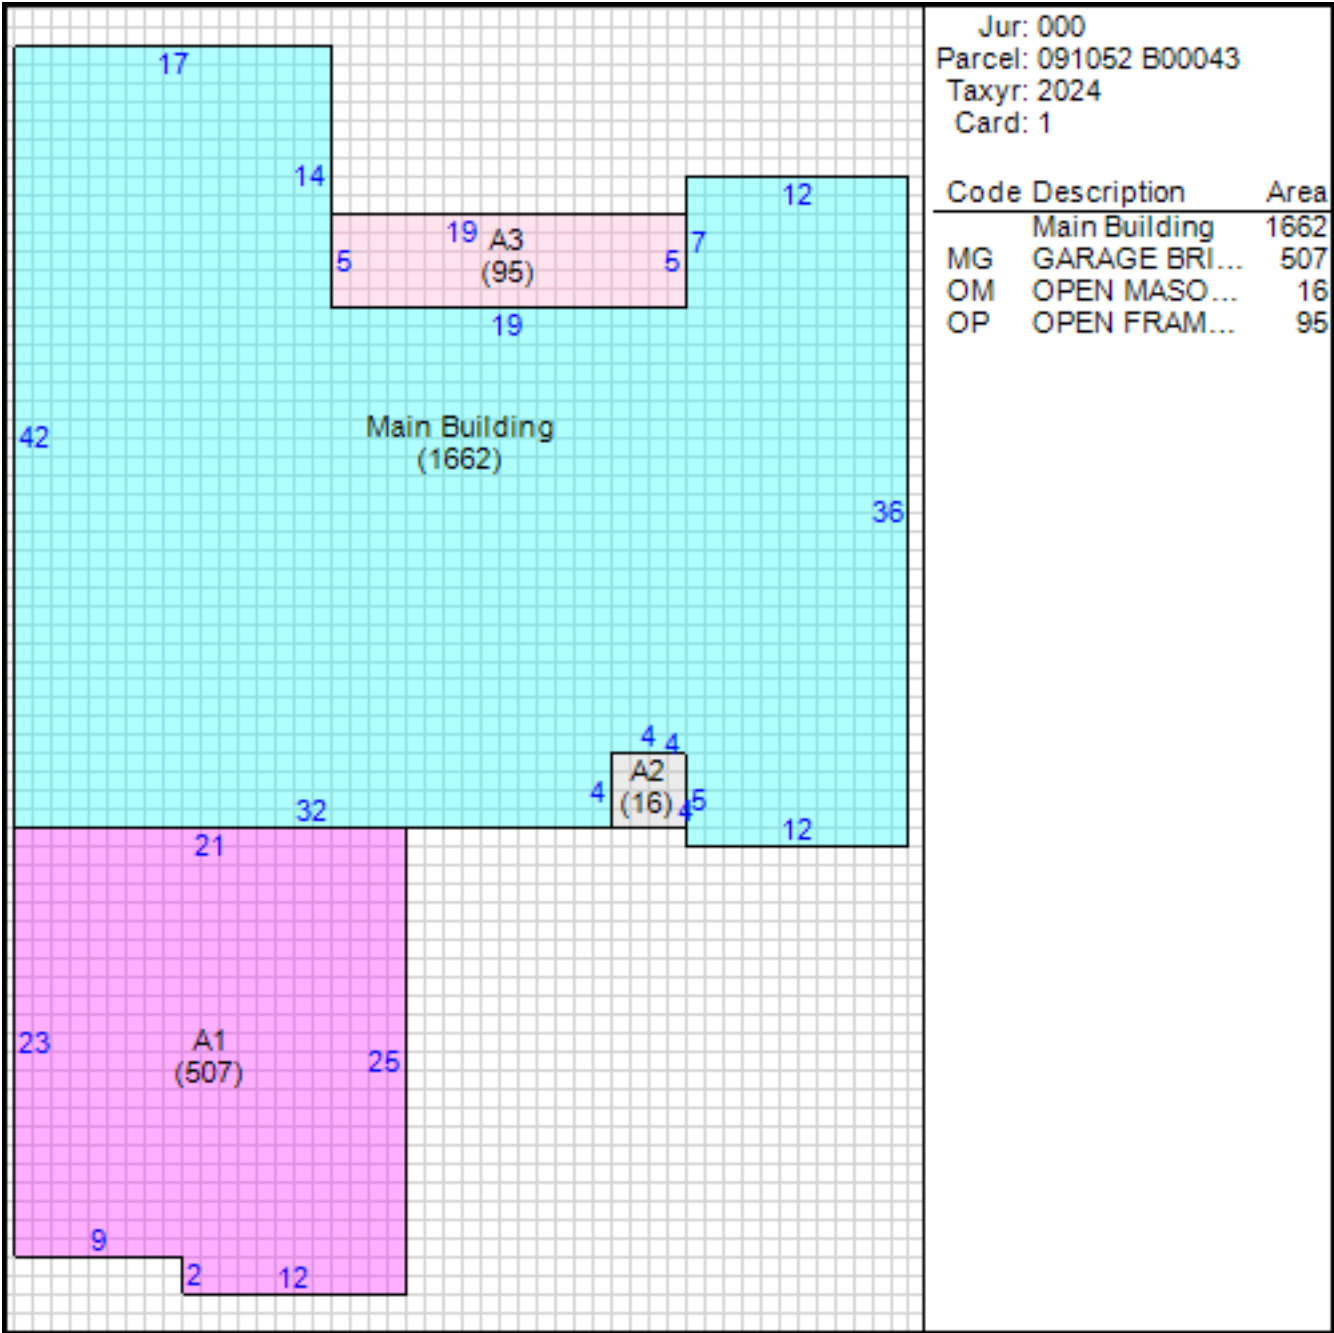 Jur: 000
Parcel: 091052 B00043
Taxyr: 2024
Card: 1
Code Description Area
Main Building 1662
MG GARAGE BRI... 507
OM OPEN MASO... 16
OP OPEN FRAM... 95
17
14
12
19
A3
7
5
(95)
5
19
42
Main Building
(1662)
36
4
4
A2
4
(16)
4
5
32
12
21
23
A1
25
(507)
9
2
12